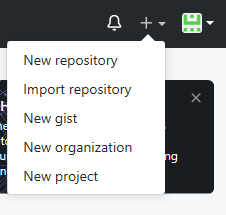 New repository
Import repository
New gist
New organization
New project